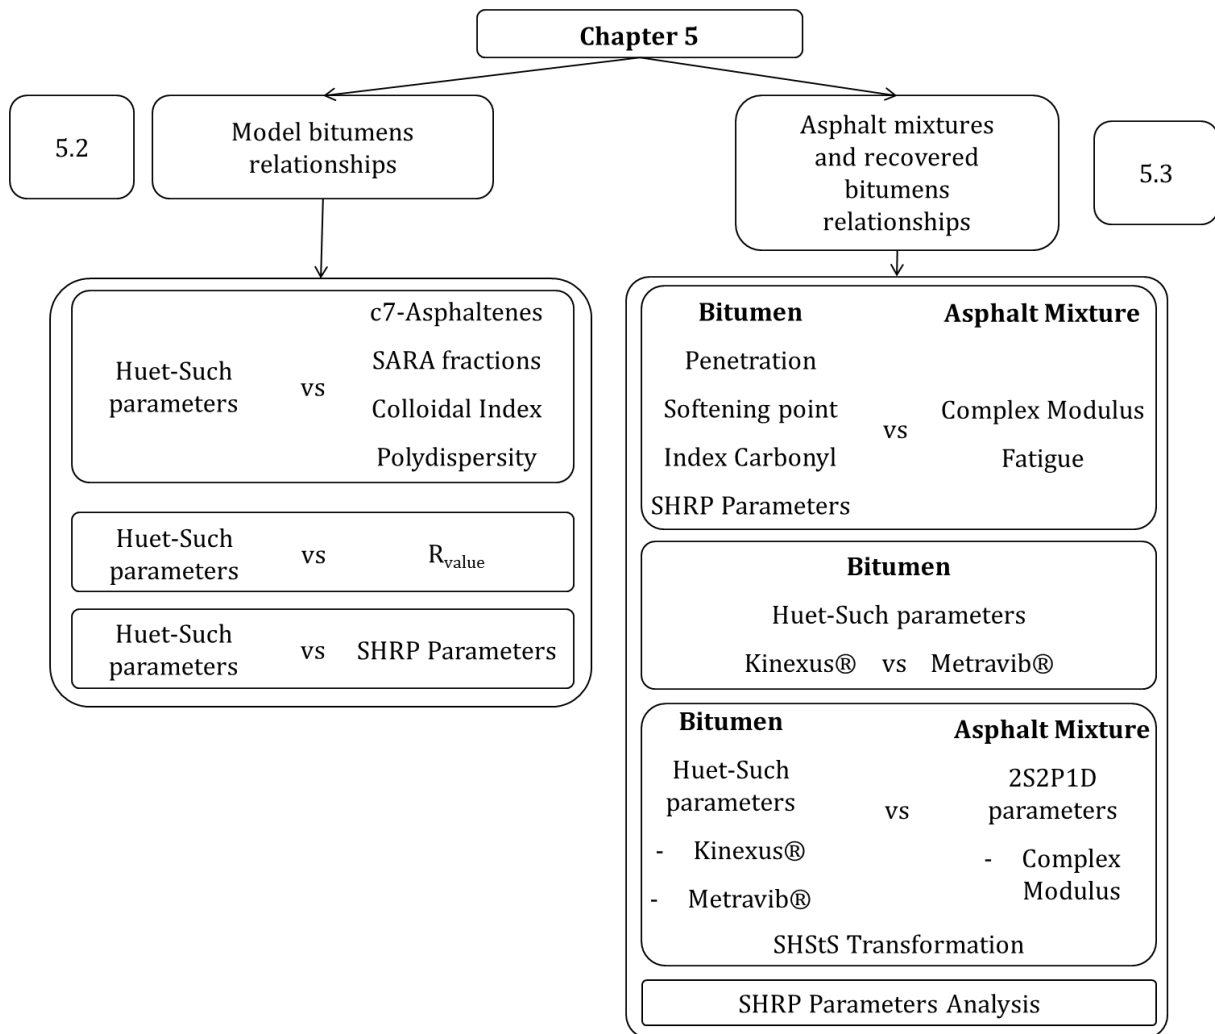 Chapter 5
5.2
Model bitumens
relationships
Asphalt mixtures
and recovered
bitumens
relationships
5.3
Huet-Such
parameters
vs
c7-Asphaltenes
SARA fractions
Colloidal Index
Polydispersity
Huet-Such
parameters
vs
Rvalue
Huet-Such
parameters
vs
SHRP Parameters
Bitumen
Penetration
Softening point
Index Carbonyl
SHRP Parameters
vs
Asphalt Mixture
Complex Modulus
Fatigue
Bitumen
Huet-Such parameters
Kinexus® vs Metravib®
Bitumen
Huet-Such
parameters
- Kinexus®
- Metravib®
vs
Asphalt Mixture
2S2P1D
parameters
- Complex
Modulus
SHStS Transformation
SHRP Parameters Analysis